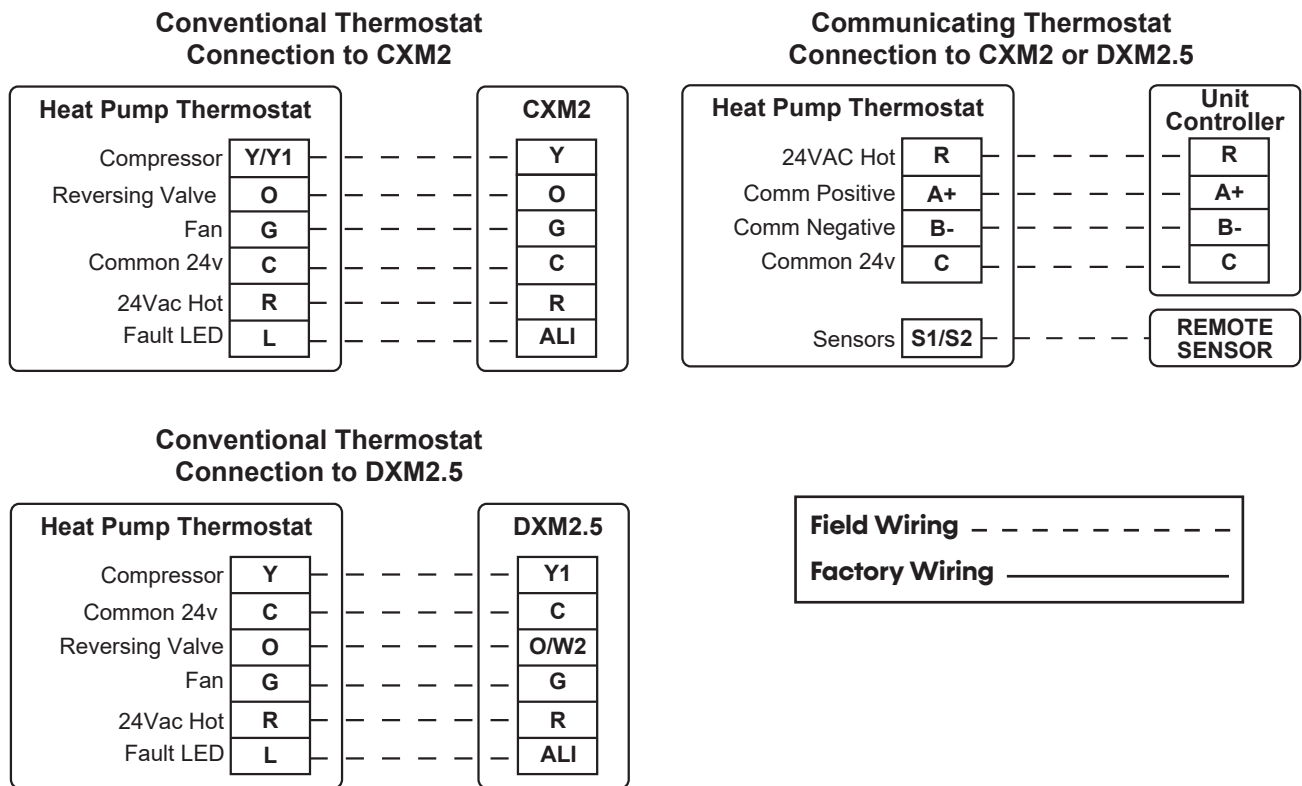 Conventional Thermostat
Connection to CXM2
Heat Pump Thermostat
CXM2
Compressor Y/Y1 Y
Reversing Valve O O
Fan G G
Common 24v C C
24Vac Hot R R
Fault LED L ALI
Communicating Thermostat
Connection to CXM2 or DXM2.5
Heat Pump Thermostat
Unit
Controller
24VAC Hot R R
Comm Positive A+ A+
Comm Negative B- B-
Common 24v C C
Sensors S1/S2
REMOTE
SENSOR
Conventional Thermostat
Connection to DXM2.5
Heat Pump Thermostat
DXM2.5
Compressor Y Y1
Common 24v C C
Reversing Valve O O/W2
Fan G G
24Vac Hot R R
Fault LED L ALI
Field Wiring
Factory Wiring